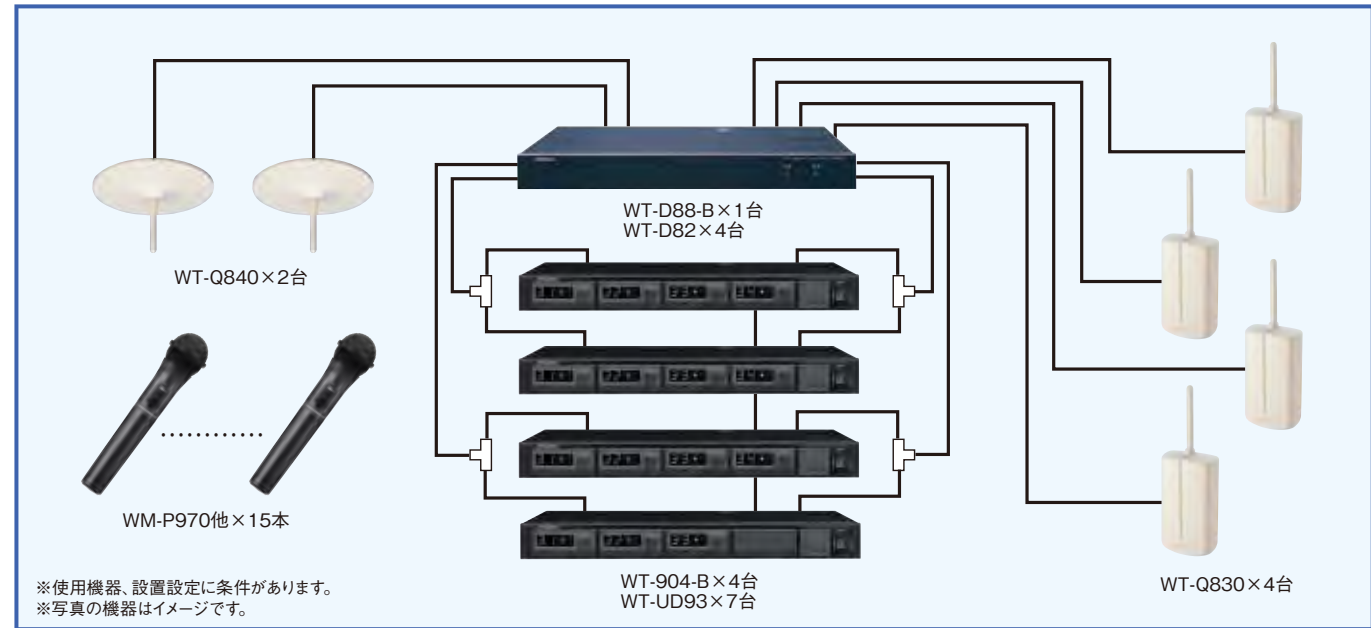 WT-D88-B×1台
WT-D82×4台
WT-Q840×2台
WM-P970他×15本
※使用機器、設置設定に条件があります。
※写真の機器はイメージです。
WT-904-B×4台
WT-UD93×7台
WT-Q830×4台